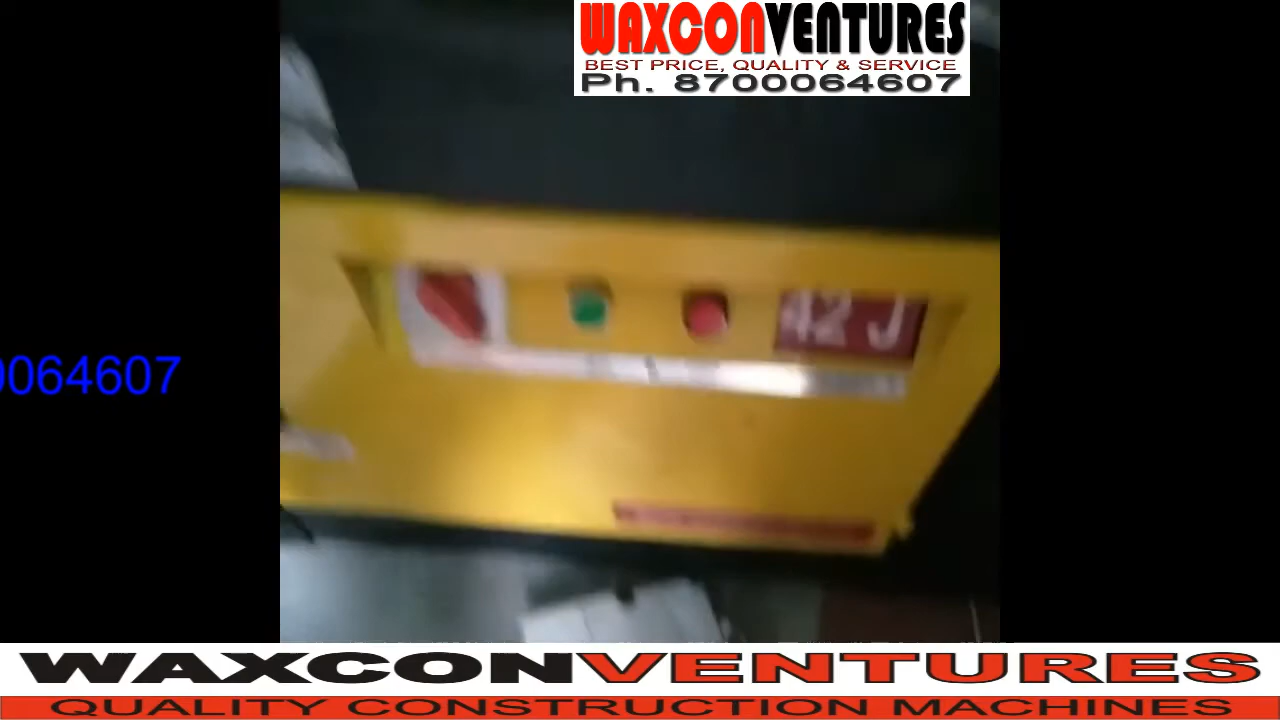 WAXCONVENTURES
BEST PRICE, QUALITY & SERVICE
Ph. 8700064607
42 J
0064607
WAXCONVENTURES
QUALITY CONSTRUCTION MACHINES